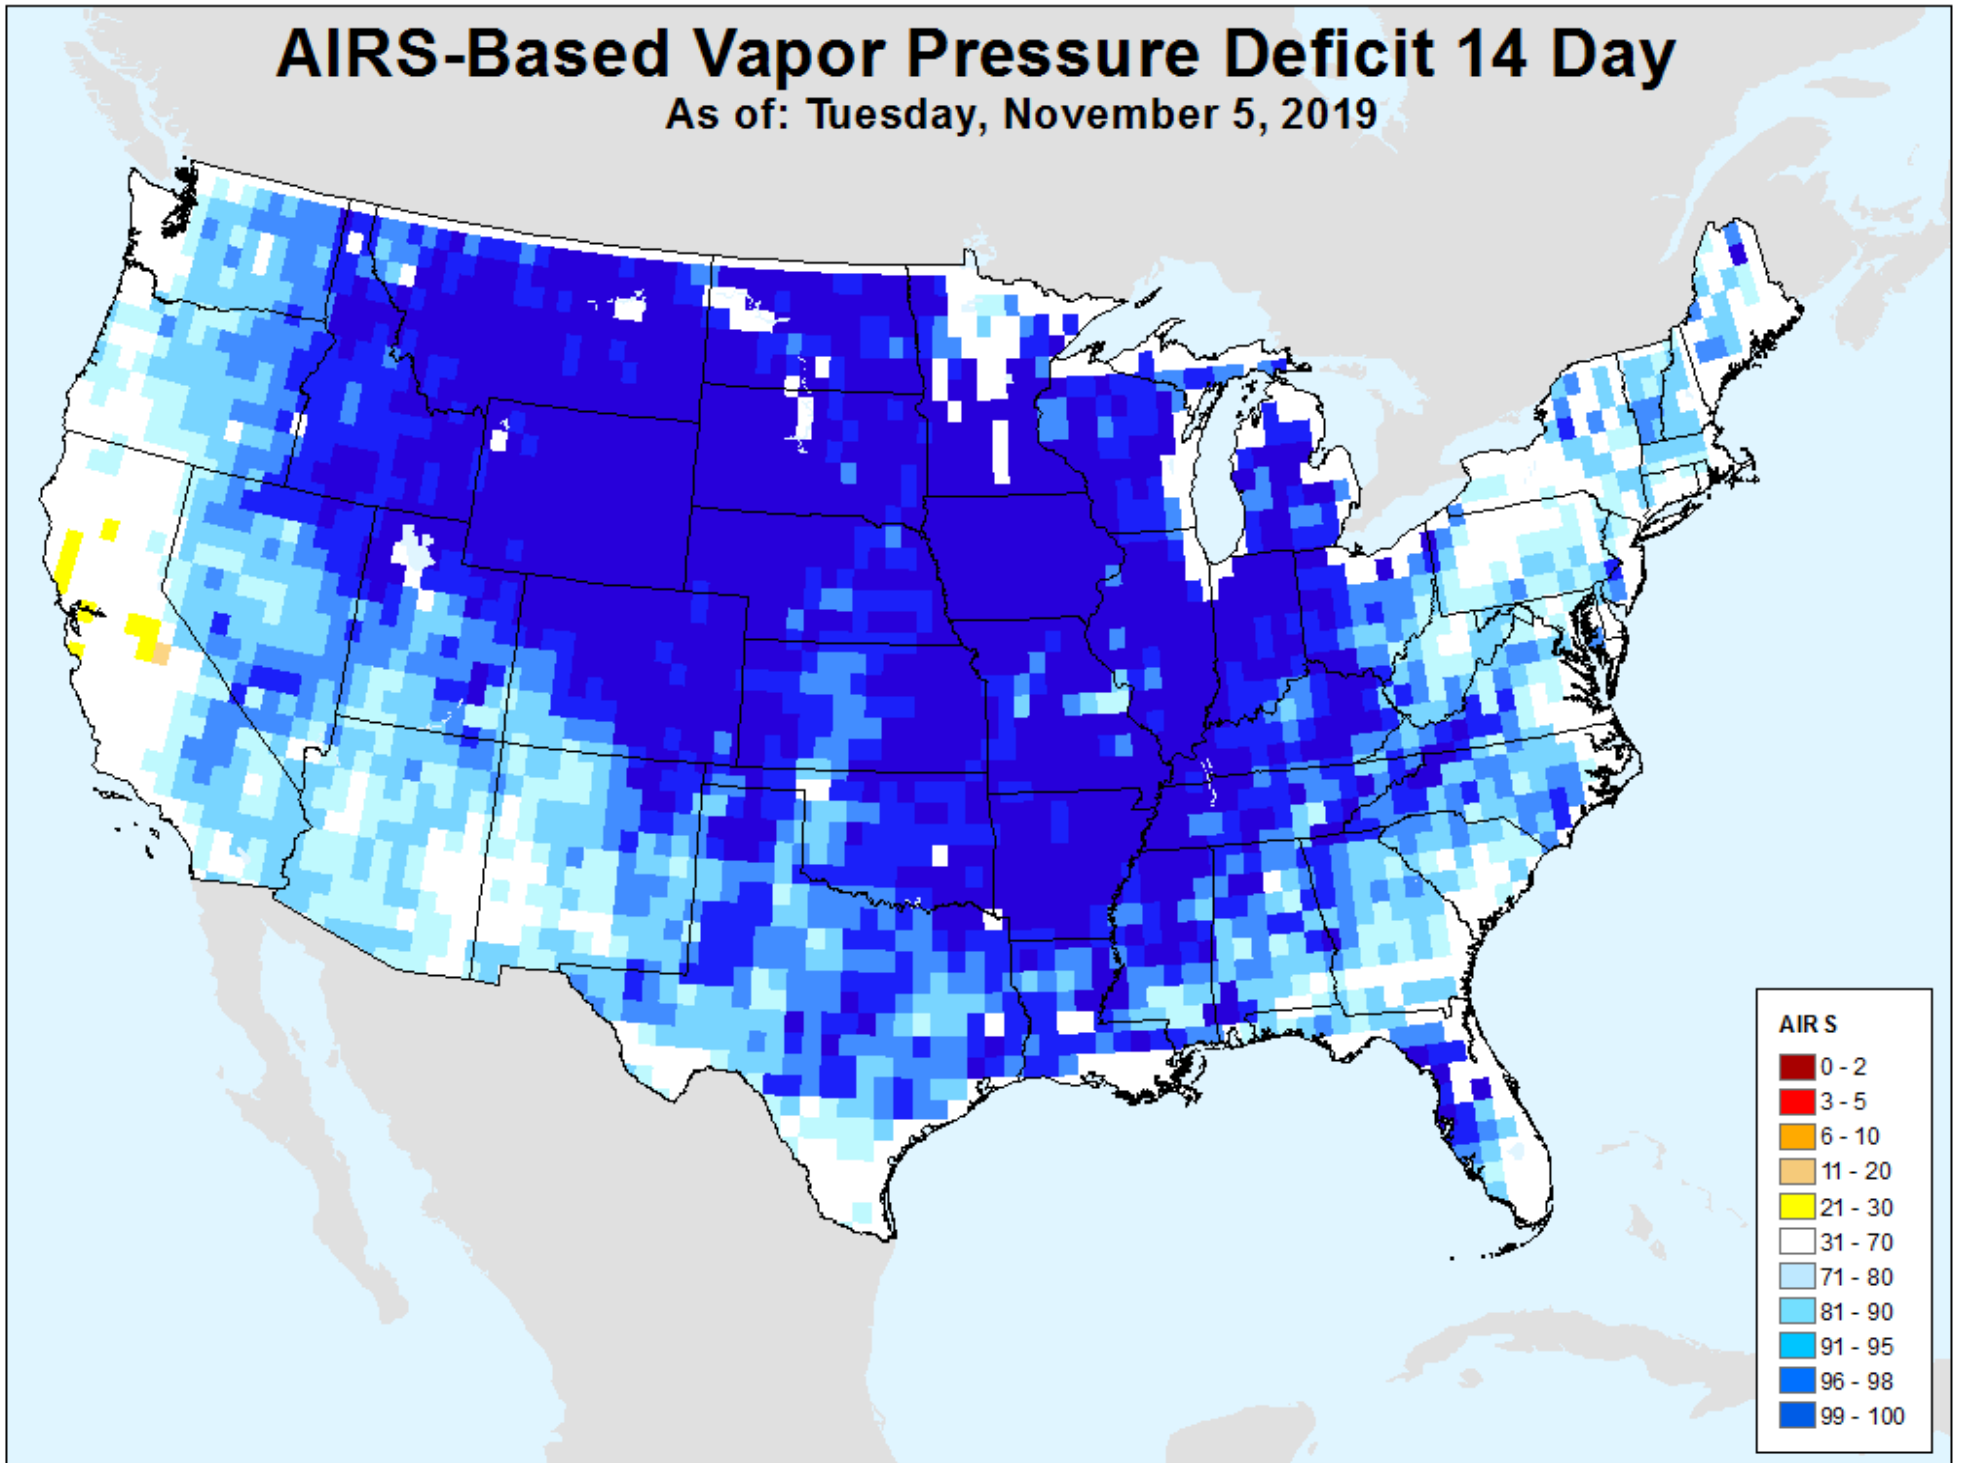 AIRS-Based Vapor Pressure Deficit 14 Day
As of: Tuesday, November 5, 2019
AIRS
0 - 2
3 - 5
6 - 10
11 - 20
21 - 30
31 - 70
71 - 80
81 - 90
91 - 95
96 - 98
99 - 100